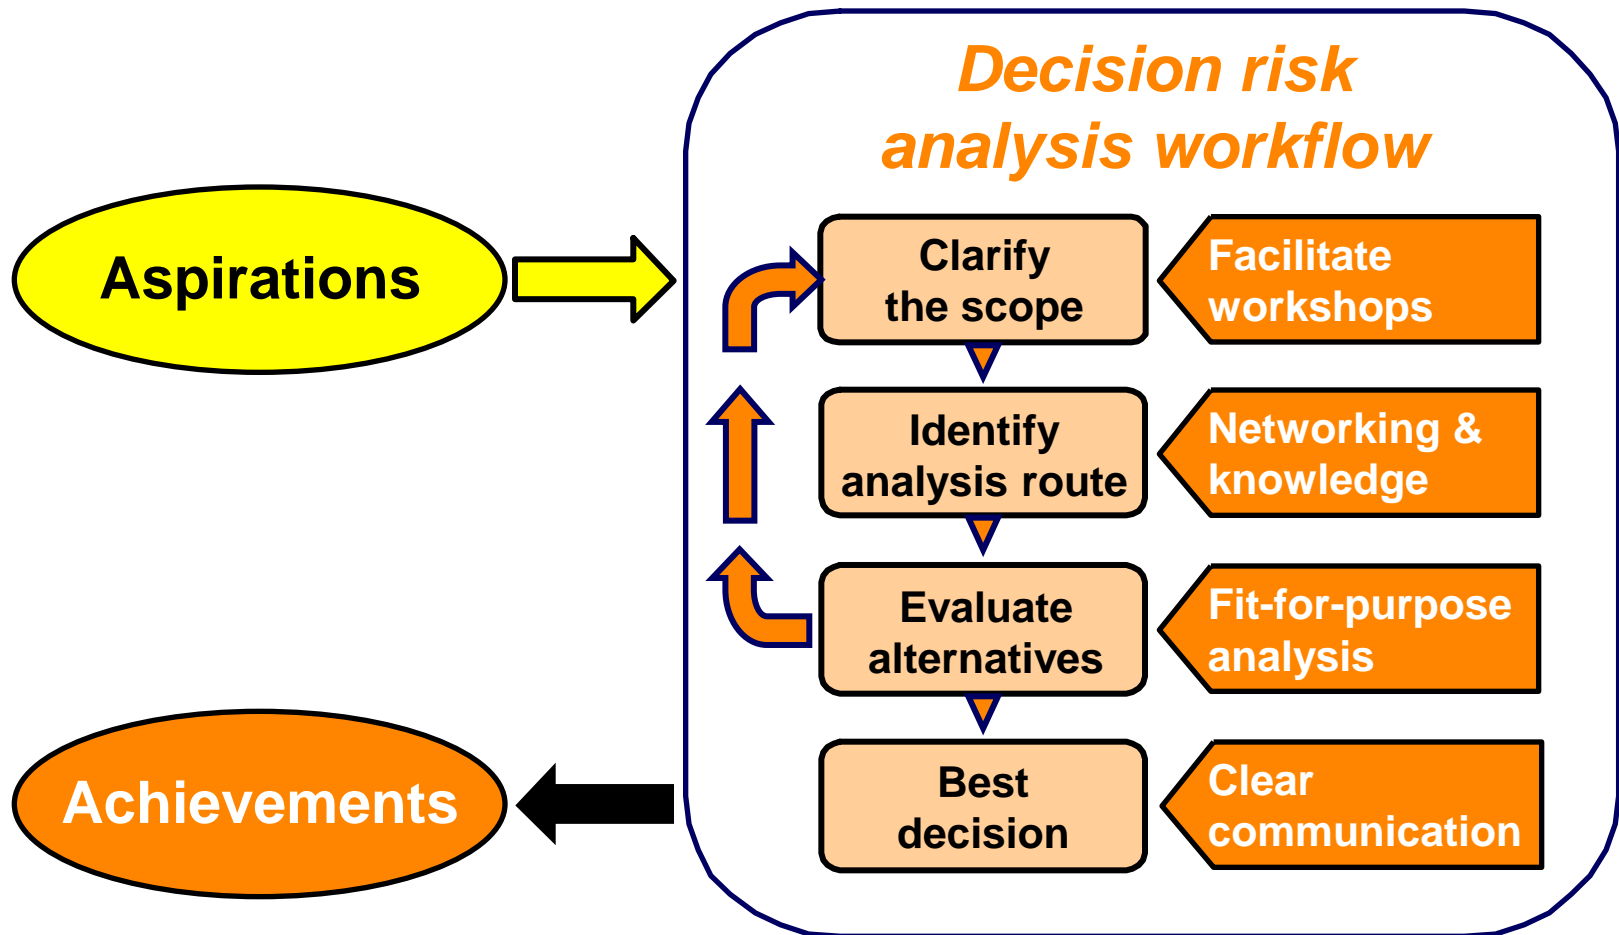 Decision risk
analysis workflow
Aspirations
Clarify
the scope
Facilitate
workshops
Identify
analysis route
Networking &
knowledge
Evaluate
alternatives
Fit-for-purpose
analysis
Achievements
Best
decision
Clear
communication